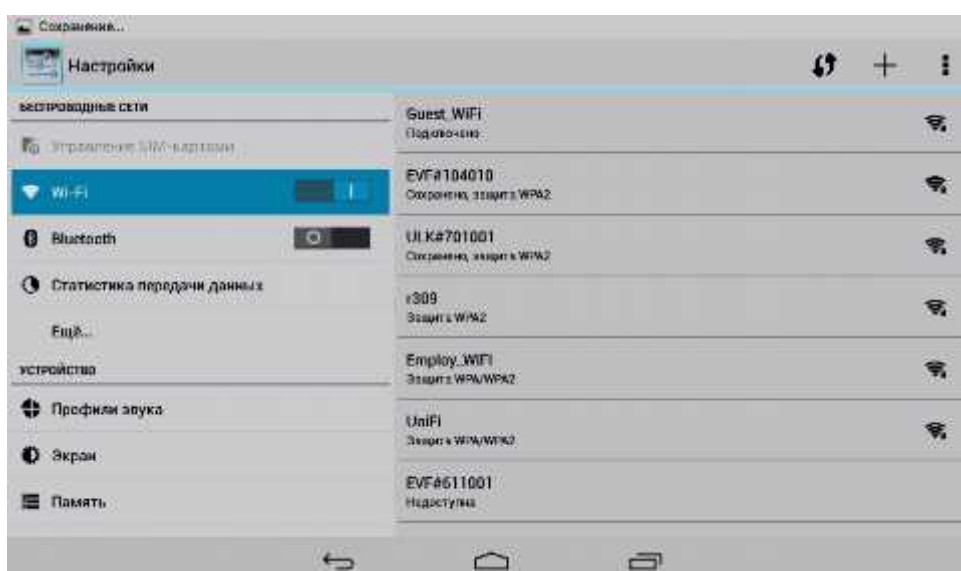 Сохранение...
Настройки
БЕСПРОВОДНЫЕ СЕТИ
Управление SIM-картами
Wi-Fi
Bluetooth
Статистика передачи данных
Ещё...
УСТРОЙСТВО
Профили звука
Экран
Память
Guest_WiFi
Подключено
EVF#104010
Сохранено, защита WPA2
ULK#701001
Сохранено, защита WPA2
r309
Защита WPA2
Employ_WIFI
Защита WPA/WPA2
UniFi
Защита WPA/WPA2
EVF#611001
Недоступна